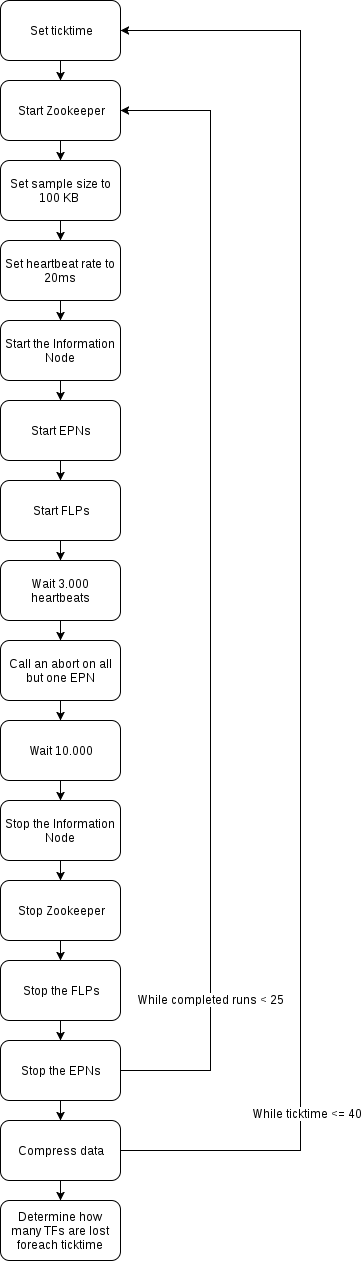 Set ticktime
Start Zookeeper
Set sample size to
100 KB
Set heartbeat rate to
20ms
Start the Information
Node
Start EPNs
Start FLPs
Wait 3.000
heartbeats
Call an abort on all
but one EPN
Wait 10.000
Stop the Information
Node
Stop Zookeeper
Stop the FLPs
While completed runs < 25
Stop the EPNs
While ticktime <= 40
Compress data
Determine how
many TFs are lost
foreach ticktime